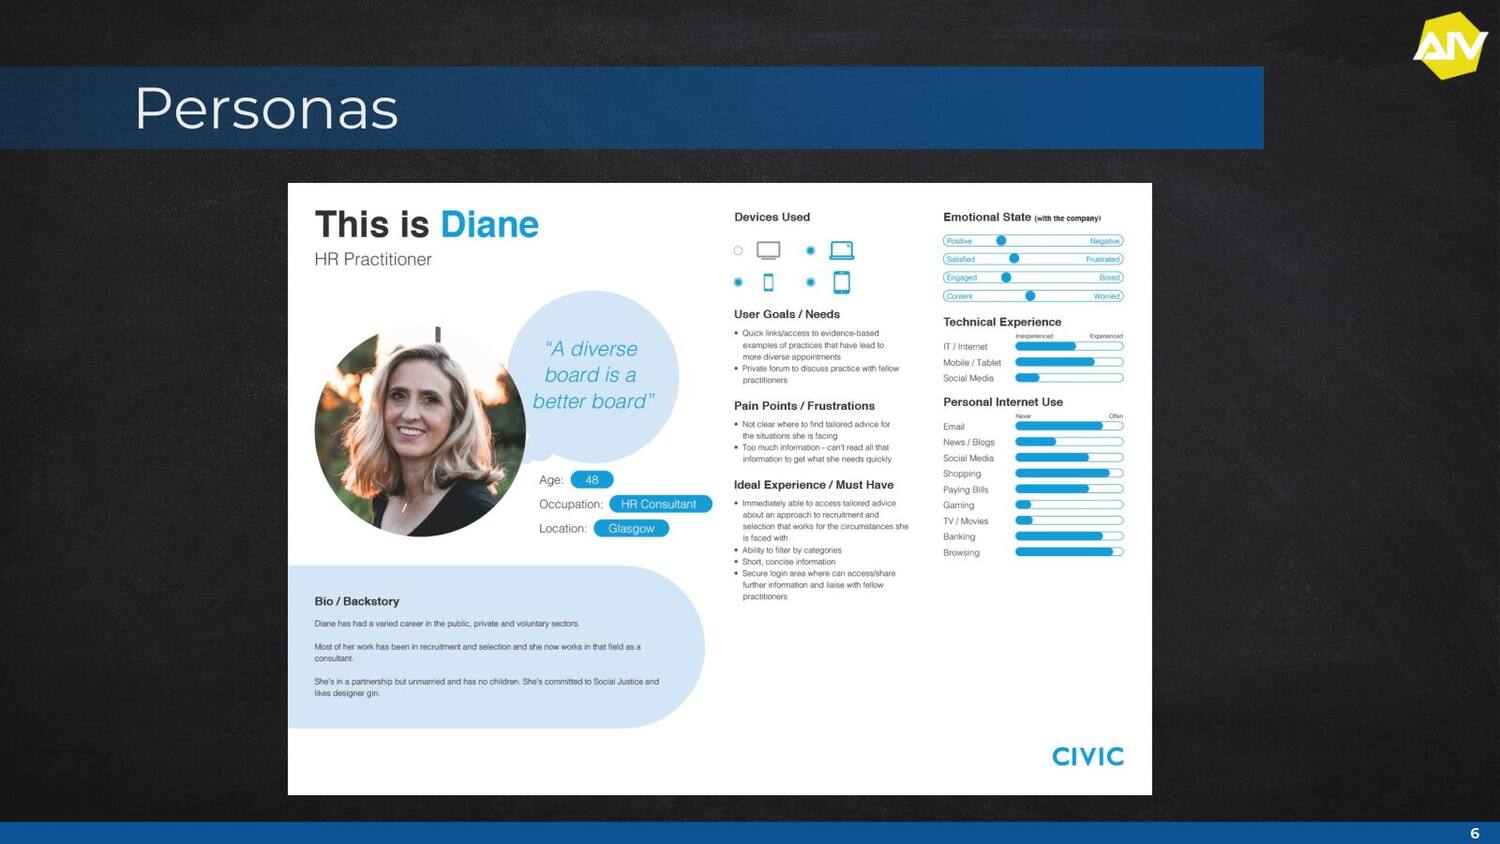 AIV
Personas
This is Diane
HR Practitioner
“A diverse
board is a
better board”
Age: 48
Occupation: HR Consultant
Location: Glasgow
Bio / Backstory
Diane has had a varied career in the public, private and voluntary sectors.
Most of her work has been in recruitment and selection and she now works in that field as a
consultant.
She's in a partnership but unmarried and has no children. She's committed to Social Justice and
likes designer gin.
Devices Used
User Goals / Needs
• Quick links/access to evidence-based
examples of practices that have lead to
more diverse appointments
• Private forum to discuss practice with fellow
practitioners
Pain Points / Frustrations
• Not clear where to find tailored advice for
the situations she is facing
• Too much information - can't read all that
information to get what she needs quickly
Ideal Experience / Must Have
• Immediately able to access tailored advice
about an approach to recruitment and
selection that works for the circumstances she
is faced with
• Ability to filter by categories
• Short, concise information
• Secure login area where can access/share
further information and liaise with fellow
practitioners
Emotional State (with the company)
Positive Negative
Satisfied Frustrated
Engaged Bored
Content Worried
Technical Experience
Inexperienced Experienced
IT / Internet
Mobile / Tablet
Social Media
Personal Internet Use
Never Often
Email
News / Blogs
Social Media
Shopping
Paying Bills
Gaming
TV / Movies
Banking
Browsing
CIVIC
6